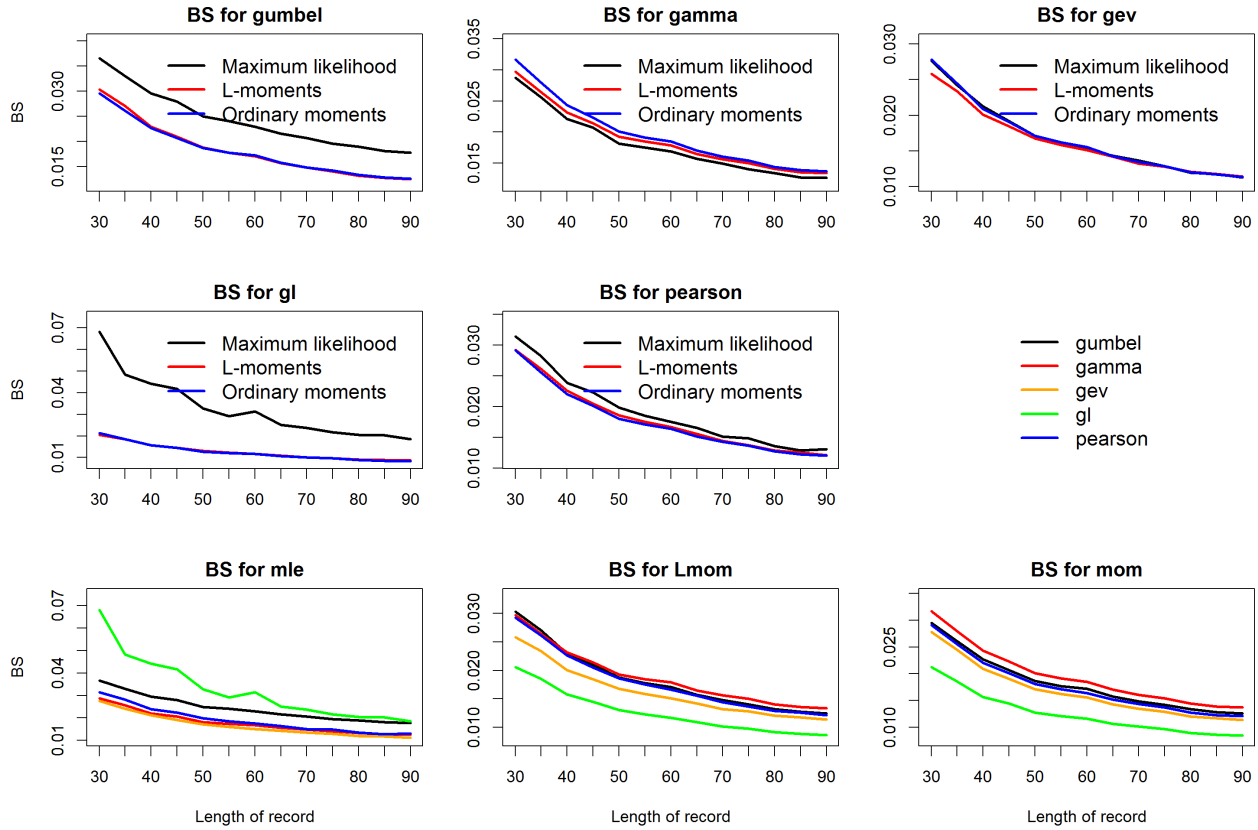 BS for gumbel
BS
0.015
0.030
Maximum likelihood
L-moments
Ordinary moments
30 40 50 60 70 80 90
BS for gamma
0.015
0.025
0.035
Maximum likelihood
L-moments
Ordinary moments
30 40 50 60 70 80 90
BS for gev
0.010
0.020
0.030
Maximum likelihood
L-moments
Ordinary moments
30 40 50 60 70 80 90
BS for gl
BS
0.01
0.04
0.07
Maximum likelihood
L-moments
Ordinary moments
30 40 50 60 70 80 90
BS for pearson
0.010
0.020
0.030
Maximum likelihood
L-moments
Ordinary moments
30 40 50 60 70 80 90
gumbel
gamma
gev
gl
pearson
BS for mle
BS
0.01
0.04
0.07
30 40 50 60 70 80 90
Length of record
BS for Lmom
0.010
0.020
0.030
30 40 50 60 70 80 90
Length of record
BS for mom
0.010
0.025
30 40 50 60 70 80 90
Length of record